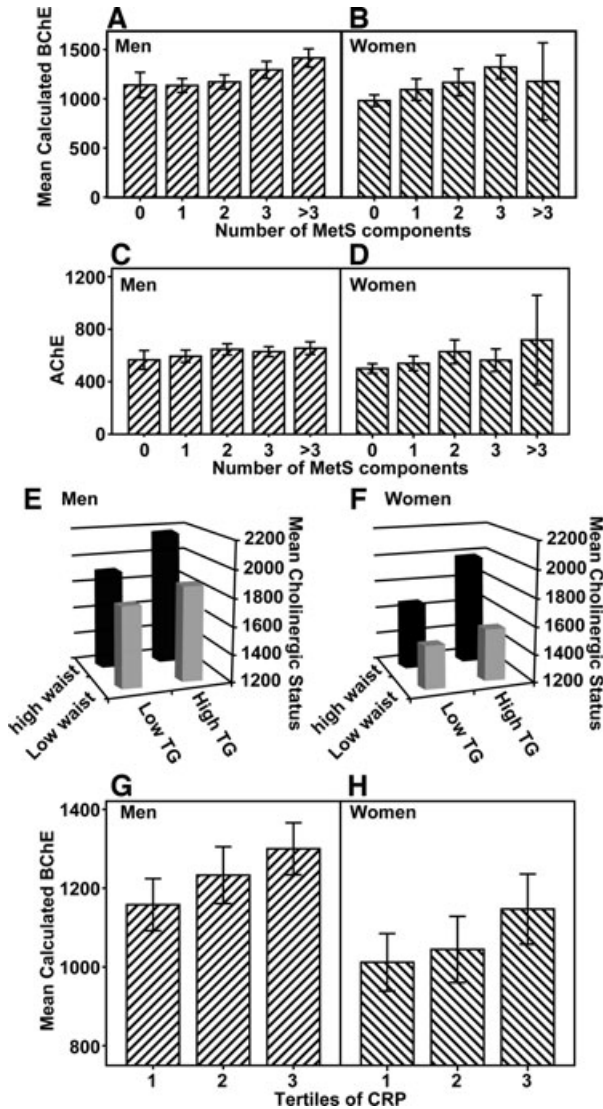 A
B
Men
Women
Mean Calculated BChE
1500
1000
500
0
0 1 2 3 >3
0 1 2 3 >3
Number of MetS components
C
D
Men
Women
AChE
1200
800
400
0
0 1 2 3 >3
0 1 2 3 >3
Number of MetS components
E Men
2200
2000
1800
1600
1400
1200
Mean Cholinergic Status
high waist
Low waist
Low TG
High TG
F Women
2200
2000
1800
1600
1400
1200
Mean Cholinergic Status
high waist
Low waist
Low TG
High TG
G
H
Men
Women
Mean Calculated BChE
1400
1200
1000
800
1 2 3
1 2 3
Tertiles of CRP